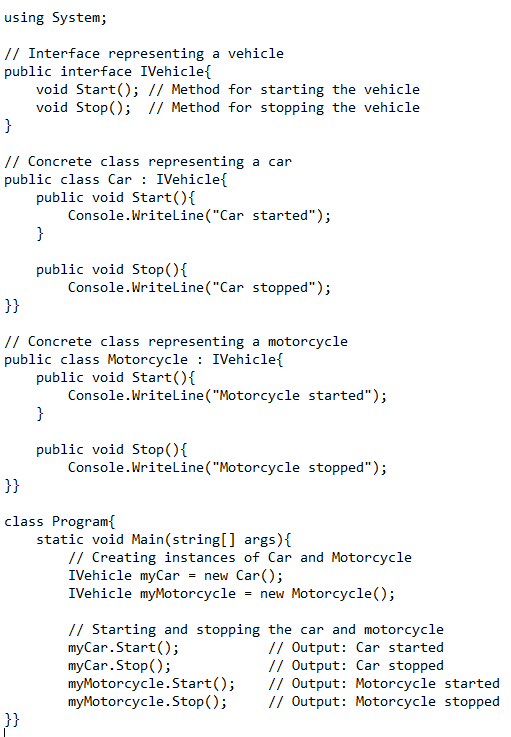 using System;

// Interface representing a vehicle
public interface IVehicle{
    void Start(); // Method for starting the vehicle
    void Stop();  // Method for stopping the vehicle
}

// Concrete class representing a car
public class Car : IVehicle{
    public void Start(){
        Console.WriteLine("Car started");
    }

    public void Stop(){
        Console.WriteLine("Car stopped");
}}

// Concrete class representing a motorcycle
public class Motorcycle : IVehicle{
    public void Start(){
        Console.WriteLine("Motorcycle started");
    }

    public void Stop(){
        Console.WriteLine("Motorcycle stopped");
}}

class Program{
    static void Main(string[] args){
        // Creating instances of Car and Motorcycle
        IVehicle myCar = new Car();
        IVehicle myMotorcycle = new Motorcycle();

        // Starting and stopping the car and motorcycle
        myCar.Start();           // Output: Car started
        myCar.Stop();            // Output: Car stopped
        myMotorcycle.Start();    // Output: Motorcycle started
        myMotorcycle.Stop();     // Output: Motorcycle stopped
}}